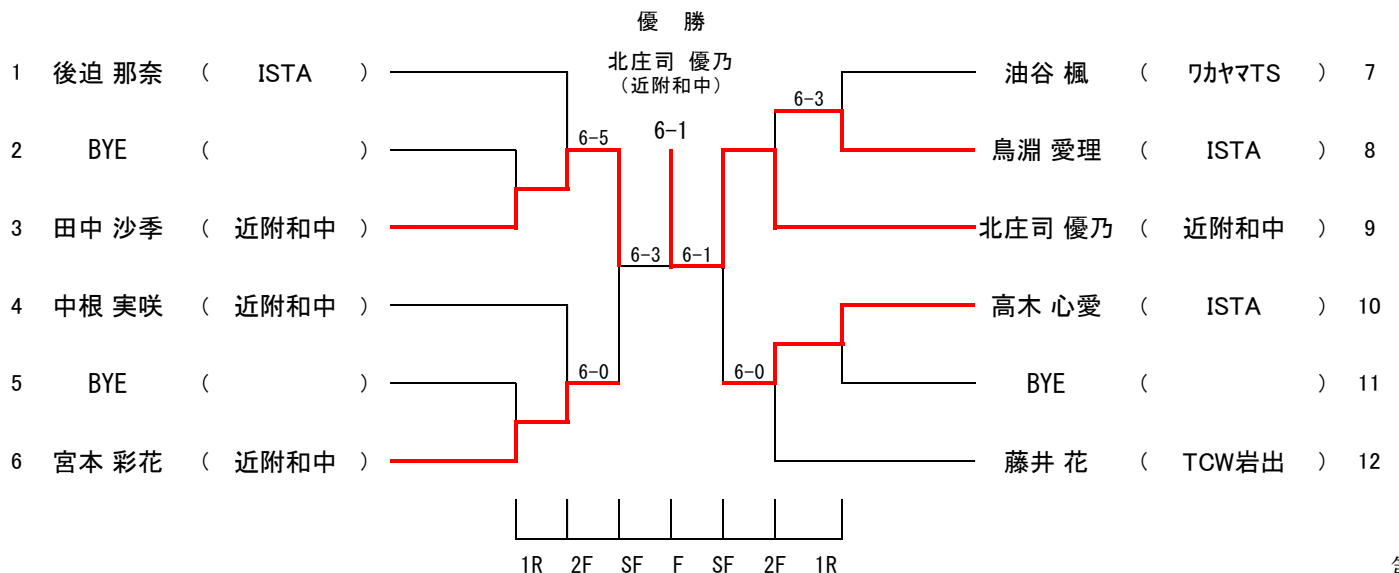 優 勝
北庄司 優乃
(近附和中)
1 後迫 那奈 ( ISTA )
油谷 楓 ( ワカヤマTS ) 7
6-3
6-5
6-1
2 BYE ( )
鳥淵 愛理 ( ISTA ) 8
3 田中 沙季 ( 近附和中 )
北庄司 優乃 ( 近附和中 ) 9
6-3
6-1
4 中根 実咲 ( 近附和中 )
高木 心愛 ( ISTA ) 10
6-0
6-0
5 BYE ( )
BYE ( ) 11
6 宮本 彩花 ( 近附和中 )
藤井 花 ( TCW岩出 ) 12
1R 2F SF F SF 2F 1R